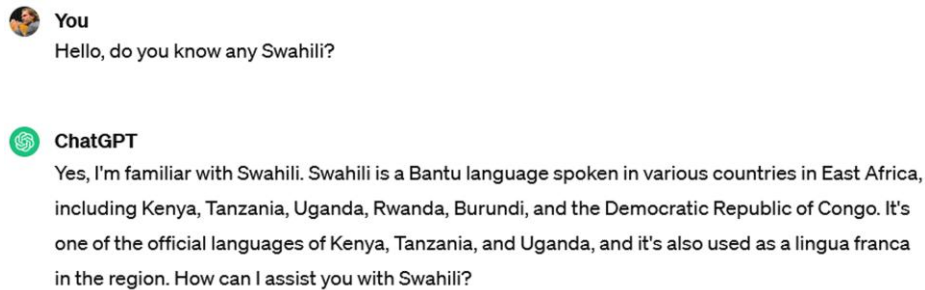 You
Hello, do you know any Swahili?
ChatGPT
Yes, I'm familiar with Swahili. Swahili is a Bantu language spoken in various countries in East Africa,
including Kenya, Tanzania, Uganda, Rwanda, Burundi, and the Democratic Republic of Congo. It's
one of the official languages of Kenya, Tanzania, and Uganda, and it's also used as a lingua franca
in the region. How can I assist you with Swahili?